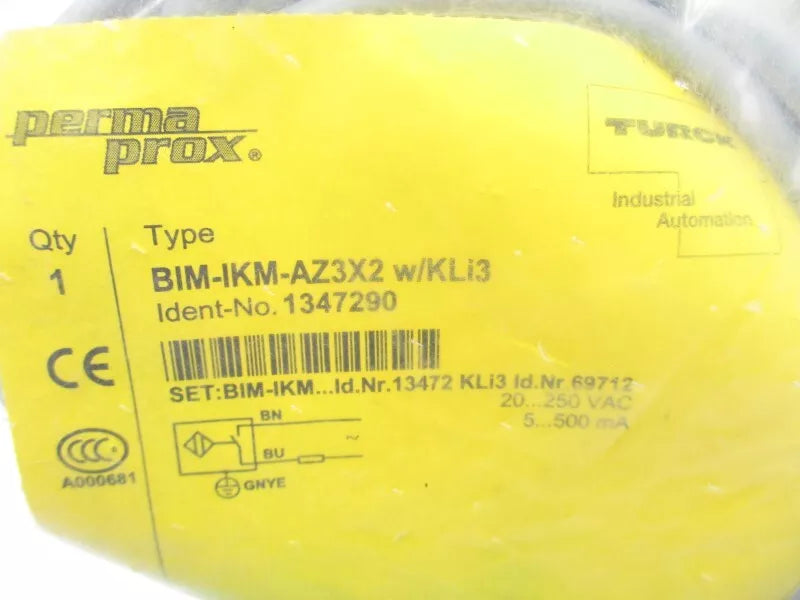 perma
prox®
TURCK
Industrial
Automation
Qty
1
Type
BIM-IKM-AZ3X2 w/KLi3
Ident-No. 1347290
SET:BIM-IKM...Id.Nr.13472 KLi3 Id.Nr 69712
20...250 VAC
5...500 mA
CE
CCC
A000681
BN
~
BU
GNYE